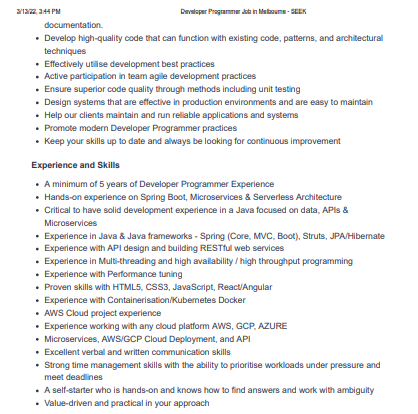 3/13/22, 3:44 PM Developer Programmer Job in Melbourne - SEEK
documentation.
• Develop high-quality code that can function with existing code, patterns, and architectural
techniques
• Effectively utilise development best practices
• Active participation in team agile development practices
• Ensure superior code quality through methods including unit testing
• Design systems that are effective in production environments and are easy to maintain
• Help our clients maintain and run reliable applications and systems
• Promote modern Developer Programmer practices
• Keep your skills up to date and always be looking for continuous improvement
Experience and Skills
• A minimum of 5 years of Developer Programmer Experience
• Hands-on experience on Spring Boot, Microservices & Serverless Architecture
• Critical to have solid development experience in a Java focused on data, APIs &
Microservices
• Experience in Java & Java frameworks - Spring (Core, MVC, Boot), Struts, JPA/Hibernate
• Experience with API design and building RESTful web services
• Experience in Multi-threading and high availability / high throughput programming
• Experience with Performance tuning
• Proven skills with HTML5, CSS3, JavaScript, React/Angular
• Experience with Containerisation/Kubernetes Docker
• AWS Cloud project experience
• Experience working with any cloud platform AWS, GCP, AZURE
• Microservices, AWS/GCP Cloud Deployment, and API
• Excellent verbal and written communication skills
• Strong time management skills with the ability to prioritise workloads under pressure and
meet deadlines
• A self-starter who is hands-on and knows how to find answers and work with ambiguity
• Value-driven and practical in your approach